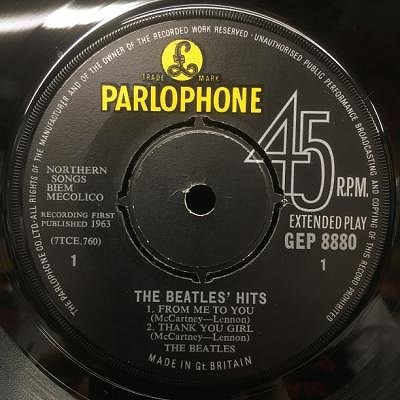 THE PARLOPHONE CO.LTD·ALL RIGHTS OF THE MANUFACTURER AND OF THE OWNER OF THE RECORDED WORK RESERVED · UNAUTHORISED PUBLIC PERFORMANCE BROADCASTING AND COPYING OF THIS RECORD PROHIBITED
TRADE MARK
PARLOPHONE
45
R.P.M.
NORTHERN
SONGS
BIEM
MECOLICO
RECORDING FIRST
PUBLISHED 1963
(7TCE.760)
1
EXTENDED PLAY
GEP 8880
1
THE BEATLES' HITS
1. FROM ME TO YOU
(McCartney—Lennon)
2. THANK YOU GIRL
(McCartney—Lennon)
THE BEATLES
MADE IN Gt. BRITAIN